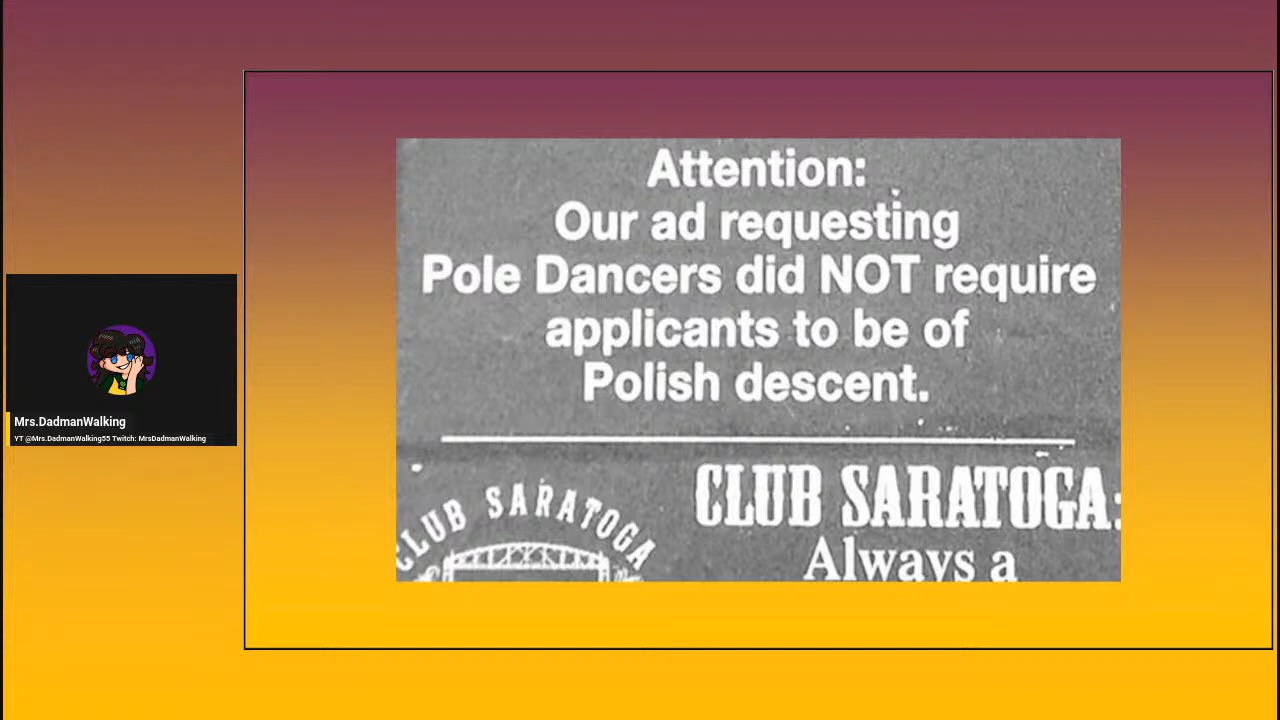 Attention:
Our ad requesting
Pole Dancers did NOT require
applicants to be of
Polish descent.
CLUB SARATOGA
CLUB SARATOGA:
Always a
Mrs.DadmanWalking
YT @Mrs.DadmanWalking55 Twitch: MrsDadmanWalking